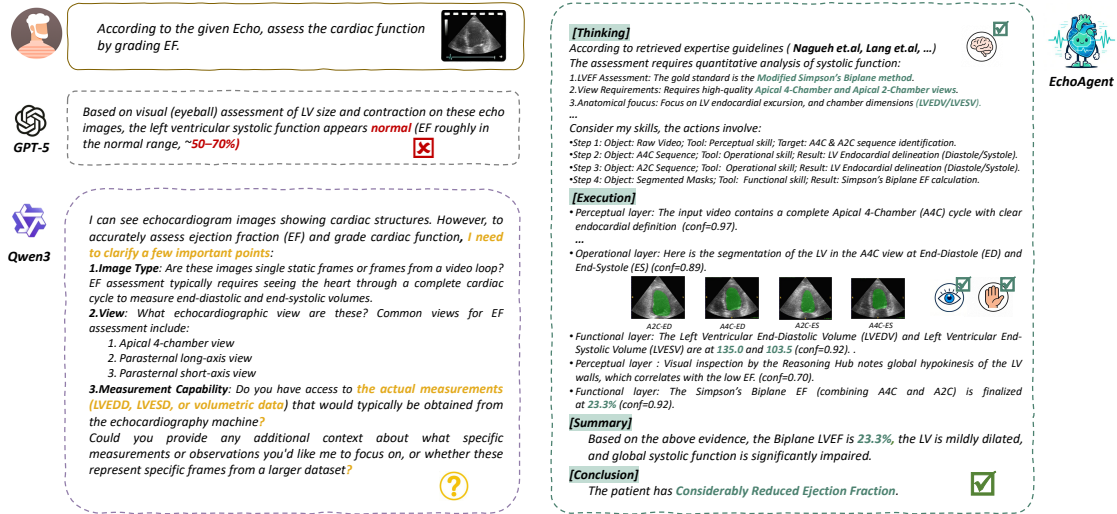 According to the given Echo, assess the cardiac function
by grading EF.
GPT-5
Based on visual (eyeball) assessment of LV size and contraction on these echo
images, the left ventricular systolic function appears normal (EF roughly in
the normal range, ~50–70%)
Qwen3
I can see echocardiogram images showing cardiac structures. However, to
accurately assess ejection fraction (EF) and grade cardiac function, I need
to clarify a few important points:
1.Image Type: Are these images single static frames or frames from a video loop?
EF assessment typically requires seeing the heart through a complete cardiac
cycle to measure end-diastolic and end-systolic volumes.
2.View: What echocardiographic view are these? Common views for EF
assessment include:
1. Apical 4-chamber view
2. Parasternal long-axis view
3. Parasternal short-axis view
3.Measurement Capability: Do you have access to the actual measurements
(LVEDD, LVESD, or volumetric data) that would typically be obtained from
the echocardiography machine?
Could you provide any additional context about what specific
measurements or observations you'd like me to focus on, or whether these
represent specific frames from a larger dataset?
EchoAgent
[Thinking]
According to retrieved expertise guidelines ( Nagueh et.al, Lang et.al, …)
The assessment requires quantitative analysis of systolic function:
1.LVEF Assessment: The gold standard is the Modified Simpson's Biplane method.
2.View Requirements: Requires high-quality Apical 4-Chamber and Apical 2-Chamber views.
3.Anatomical foucus: Focus on LV endocardial excursion, and chamber dimensions (LVEDV/LVESV).
...
Consider my skills, the actions involve:
•Step 1: Object: Raw Video; Tool: Perceptual skill; Target: A4C & A2C sequence identification.
•Step 2: Object: A4C Sequence; Tool: Operational skill; Result: LV Endocardial delineation (Diastole/Systole).
•Step 3: Object: A2C Sequence; Tool: Operational skill; Result: LV Endocardial delineation (Diastole/Systole).
•Step 4: Object: Segmented Masks; Tool: Functional skill; Result: Simpson's Biplane EF calculation.
[Execution]
• Perceptual layer: The input video contains a complete Apical 4-Chamber (A4C) cycle with clear
endocardial definition (conf=0.97).
...
• Operational layer: Here is the segmentation of the LV in the A4C view at End-Diastole (ED) and
End-Systole (ES) (conf=0.89).
A2C-ED
A4C-ED
A2C-ES
A4C-ES
• Functional layer: The Left Ventricular End-Diastolic Volume (LVEDV) and Left Ventricular End-
Systolic Volume (LVESV) are at 135.0 and 103.5 (conf=0.92). .
• Perceptual layer : Visual inspection by the Reasoning Hub notes global hypokinesis of the LV
walls, which correlates with the low EF. (conf=0.70).
• Functional layer: The Simpson's Biplane EF (combining A4C and A2C) is finalized
at 23.3% (conf=0.92).
[Summary]
Based on the above evidence, the Biplane LVEF is 23.3%, the LV is mildly dilated,
and global systolic function is significantly impaired.
[Conclusion]
The patient has Considerably Reduced Ejection Fraction.